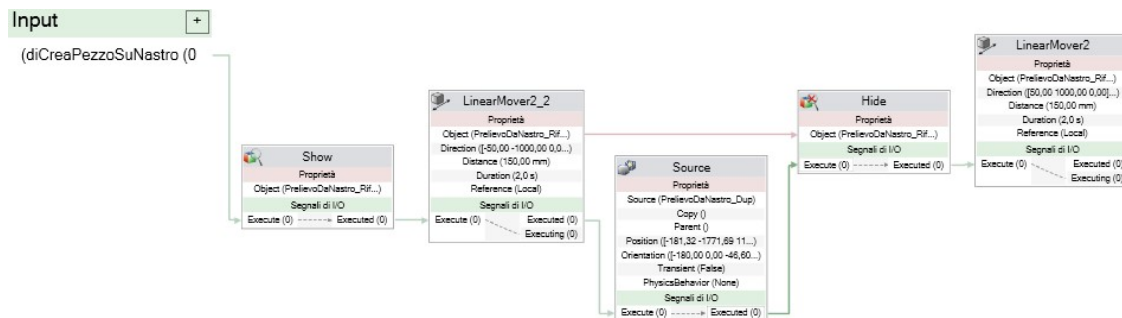 Input +
(diCreaPezzoSuNastro (0
Show
Proprietà
Object (PrelievoDaNastro_Rif...)
Segnali di I/O
Execute (0) Executed (0)
LinearMover2_2
Proprietà
Object (PrelievoDaNastro_Rif...)
Direction ([-50,00 -1000,00 0,0...)
Distance (150,00 mm)
Duration (2,0 s)
Reference (Local)
Segnali di I/O
Execute (0) Executed (0)
Executing (0)
Source
Proprietà
Source (PrelievoDaNastro_Dup)
Copy ()
Parent ()
Position ([-181,32 -1771,69 11...)
Orientation ([-180,00 0,00 -46,60...)
Transient (False)
PhysicsBehavior (None)
Segnali di I/O
Execute (0) Executed (0)
Hide
Proprietà
Object (PrelievoDaNastro_Rif...)
Segnali di I/O
Execute (0) Executed (0)
LinearMover2
Proprietà
Object (PrelievoDaNastro_Rif...)
Direction ([50,00 1000,00 0,00]...)
Distance (150,00 mm)
Duration (2,0 s)
Reference (Local)
Segnali di I/O
Execute (0) Executed (0)
Executing (0)